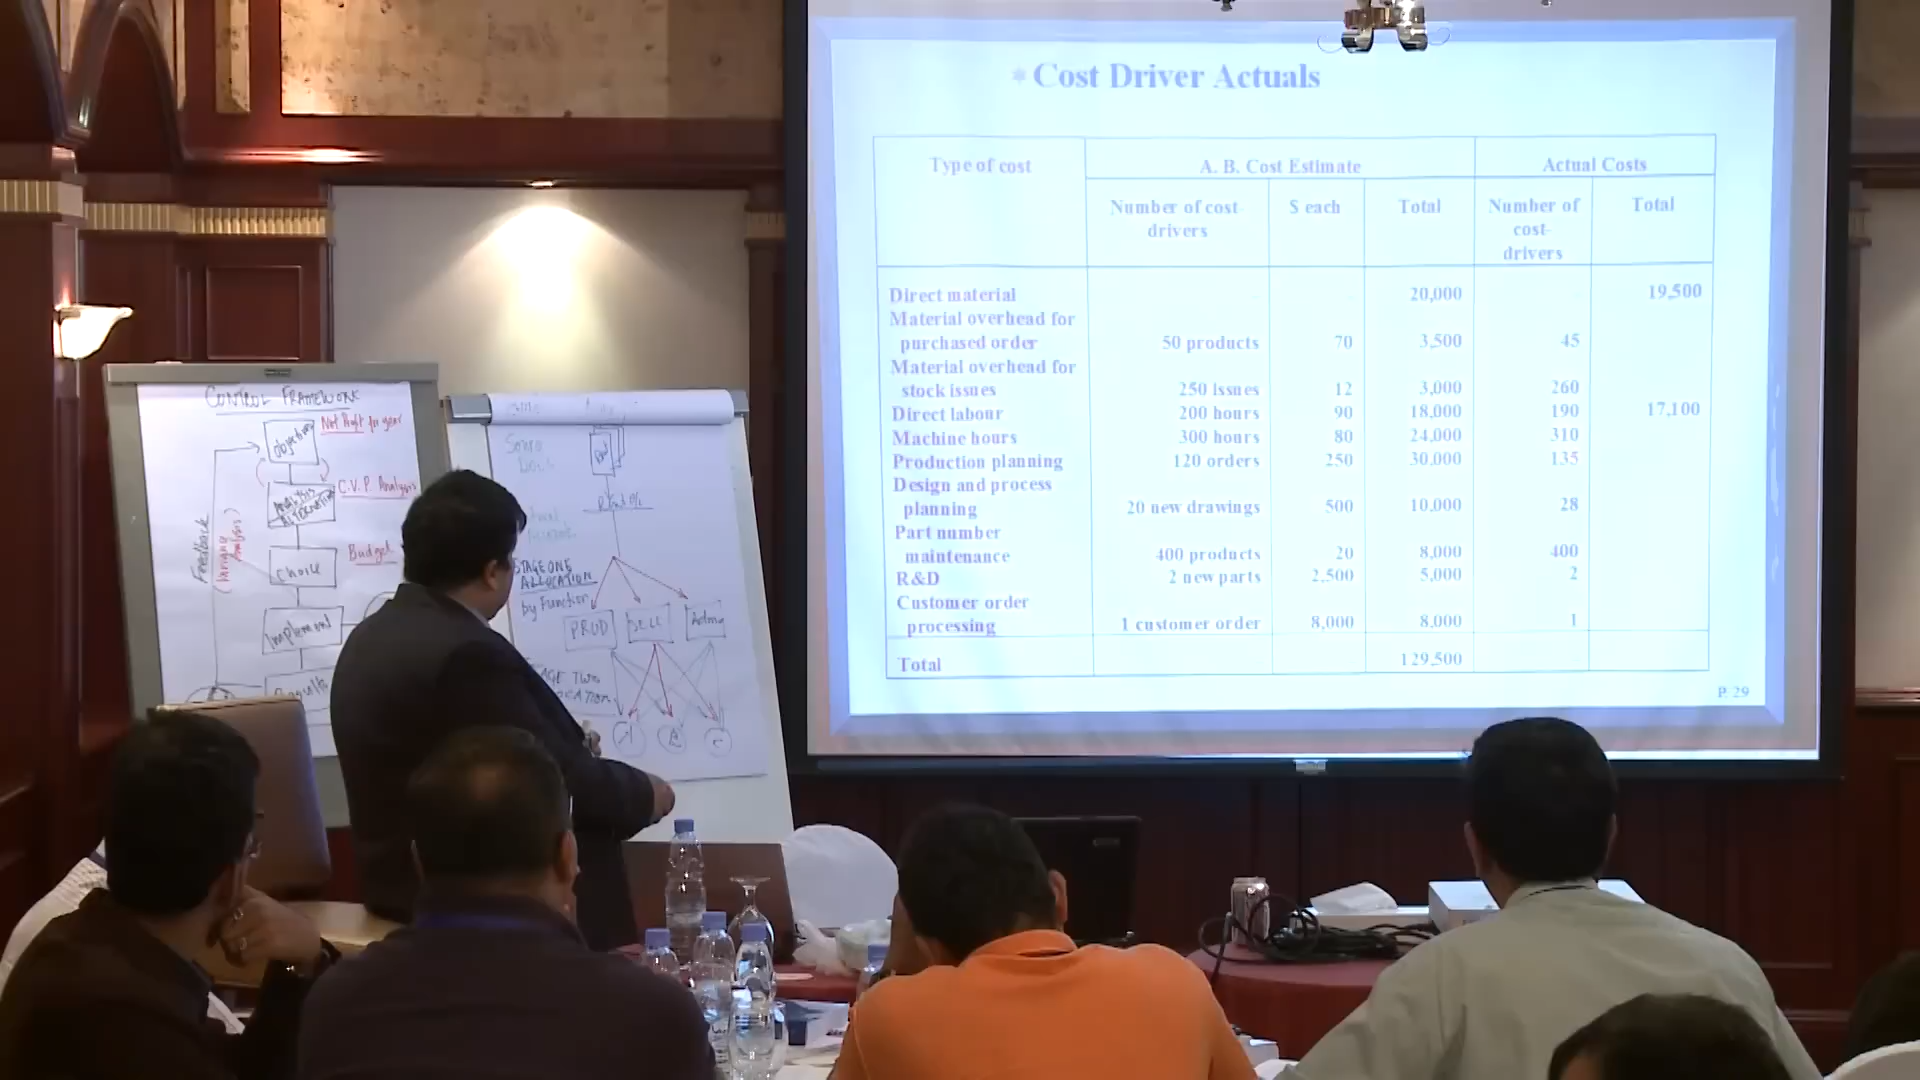 * Cost Driver Actuals
Type of cost A. B. Cost Estimate Actual Costs
Number of cost- $ each Total Number of Total
drivers cost-
drivers
Direct material 20,000 19,500
Material overhead for
purchased order 50 products 70 3,500 45
Material overhead for
stock issues 250 issues 12 3,000 260
Direct labour 200 hours 90 18,000 190 17,100
Machine hours 300 hours 80 24,000 310
Production planning 120 orders 250 30,000 135
Design and process
planning 20 new drawings 500 10,000 28
Part number
maintenance 400 products 20 8,000 400
R&D 2 new parts 2,500 5,000 2
Customer order
processing 1 customer order 8,000 8,000 1
Total 129,500
P. 29
CONTROL FRAMEWORK
Net Profit for year
Objectives
C.V.P. Analysis
ANALYSIS
Feedback
Variance
Analysis
Budget
Choice
Implement
Results
STAGE ONE
ALLOCATION
by Function
PROD SELL Admin
TWO
A B C